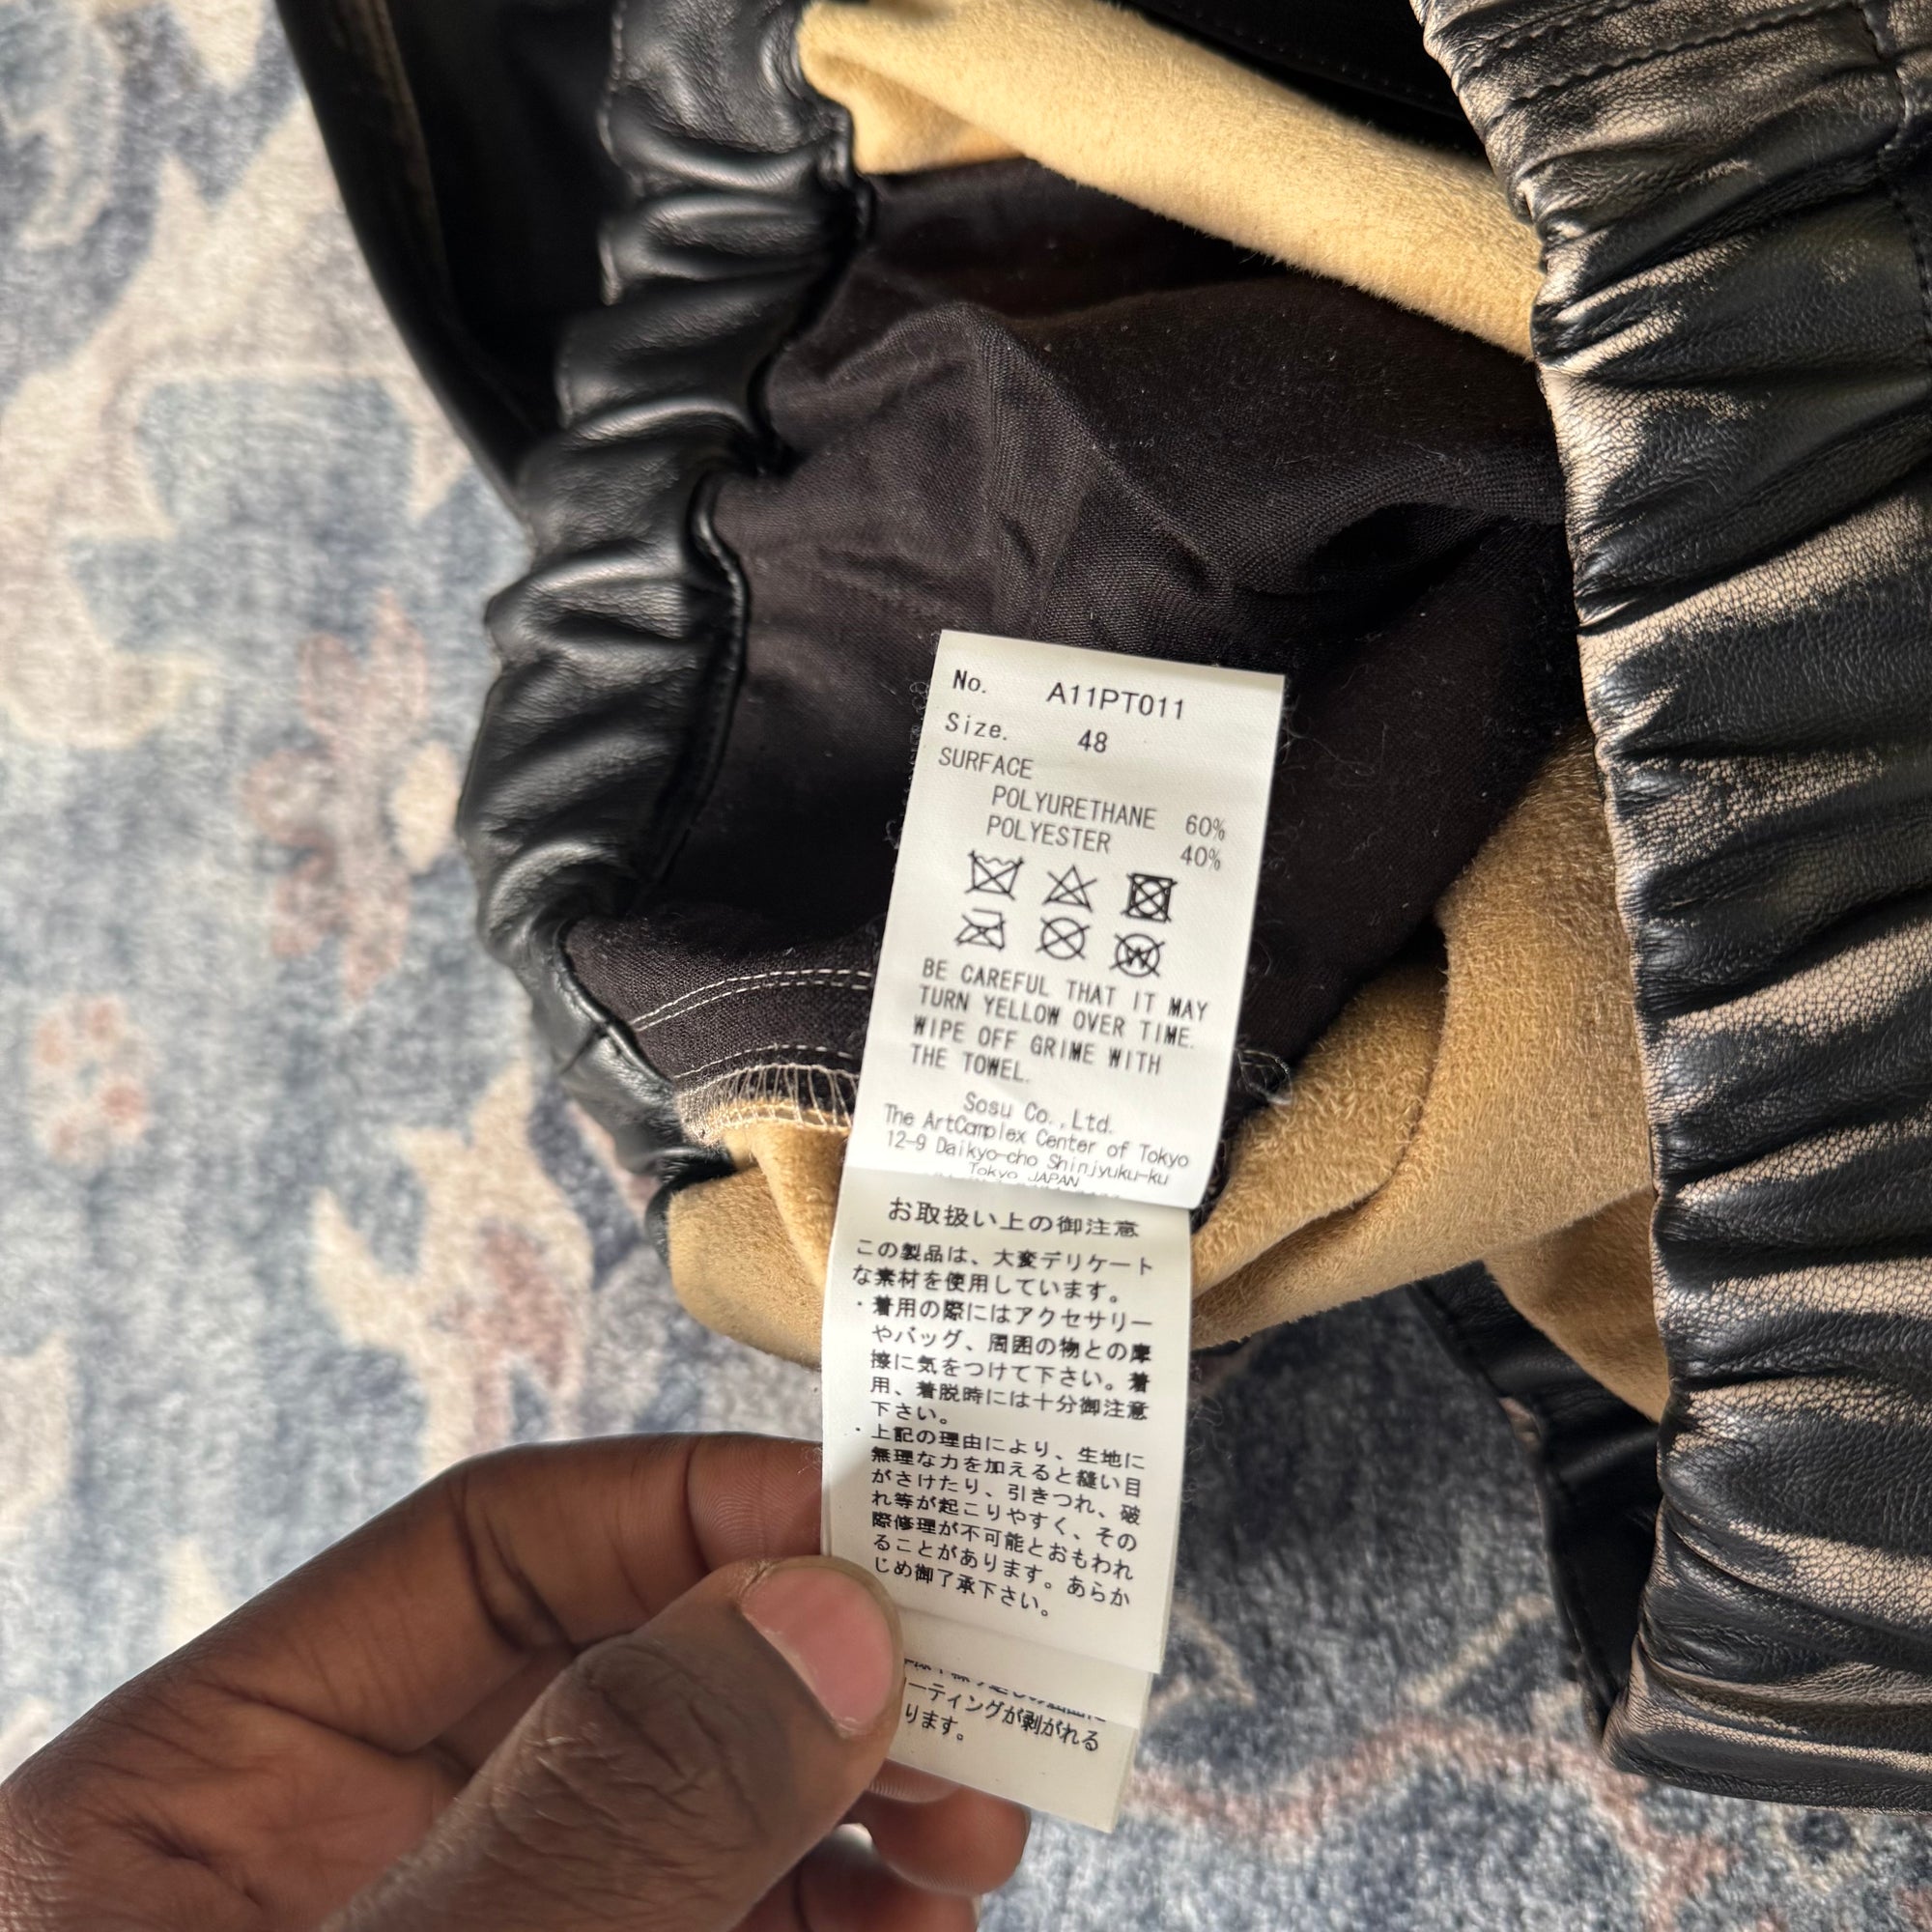 No. A11PT011
Size. 48
SURFACE
POLYURETHANE 60%
POLYESTER 40%
W
BE CAREFUL THAT IT MAY
TURN YELLOW OVER TIME.
WIPE OFF GRIME WITH
THE TOWEL.
Sosu Co.,Ltd.
The ArtComplex Center of Tokyo
12-9 Daikyo-cho Shinjyuku-ku
Tokyo JAPAN
お取扱い上の御注意
この製品は、大変デリケート
な素材を使用しています。
・着用の際にはアクセサリー
やバッグ、周囲の物との摩
擦に気をつけて下さい。着
用、着脱時には十分御注意
下さい。
・上記の理由により、生地に
無理な力を加えると縫い目
がさけたり、引きつれ、破
れ等が起こりやすく、その
際修理が不可能とおもわれ
ることがあります。あらか
じめ御了承下さい。
ーティングが剥がれる
ります。